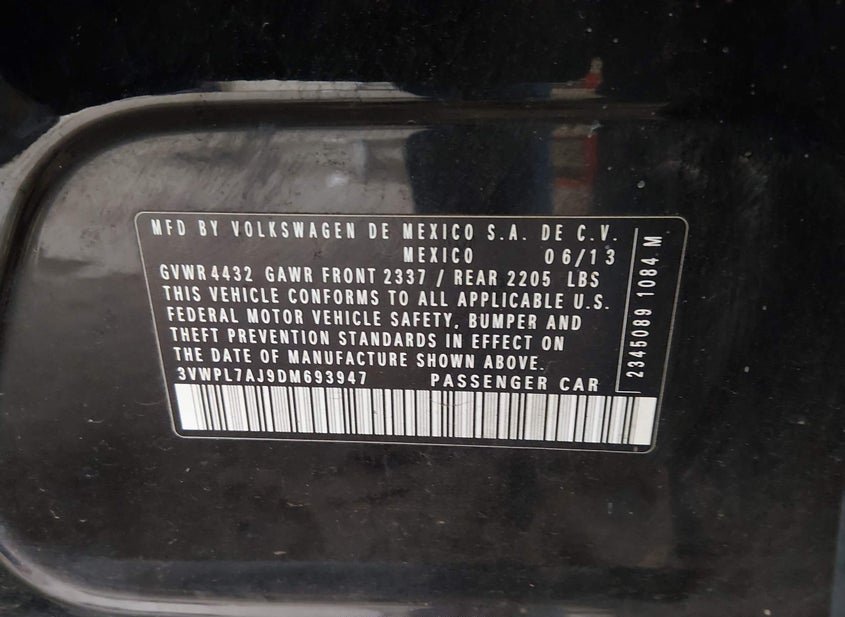 MFD BY VOLKSWAGEN DE MEXICO S.A. DE C.V.
MEXICO 06/13
GVWR 4432 GAWR FRONT 2337 / REAR 2205 LBS
THIS VEHICLE CONFORMS TO ALL APPLICABLE U.S.
FEDERAL MOTOR VEHICLE SAFETY, BUMPER AND
THEFT PREVENTION STANDARDS IN EFFECT ON
THE DATE OF MANUFACTURE SHOWN ABOVE.
3VWPL7AJ9DM693947 PASSENGER CAR
2345089 1084 M